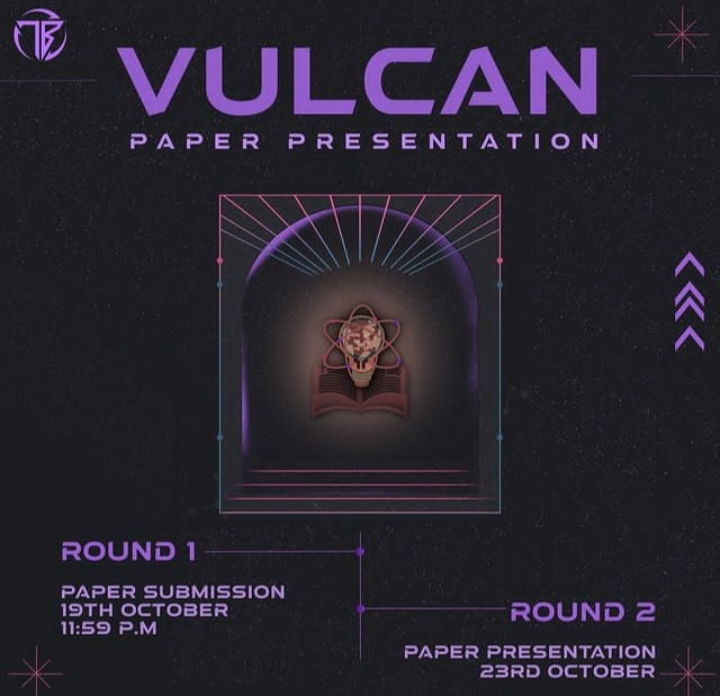 VULCAN
PAPER PRESENTATION
ROUND 1
PAPER SUBMISSION
19TH OCTOBER
11:59 P.M
ROUND 2
PAPER PRESENTATION
23RD OCTOBER